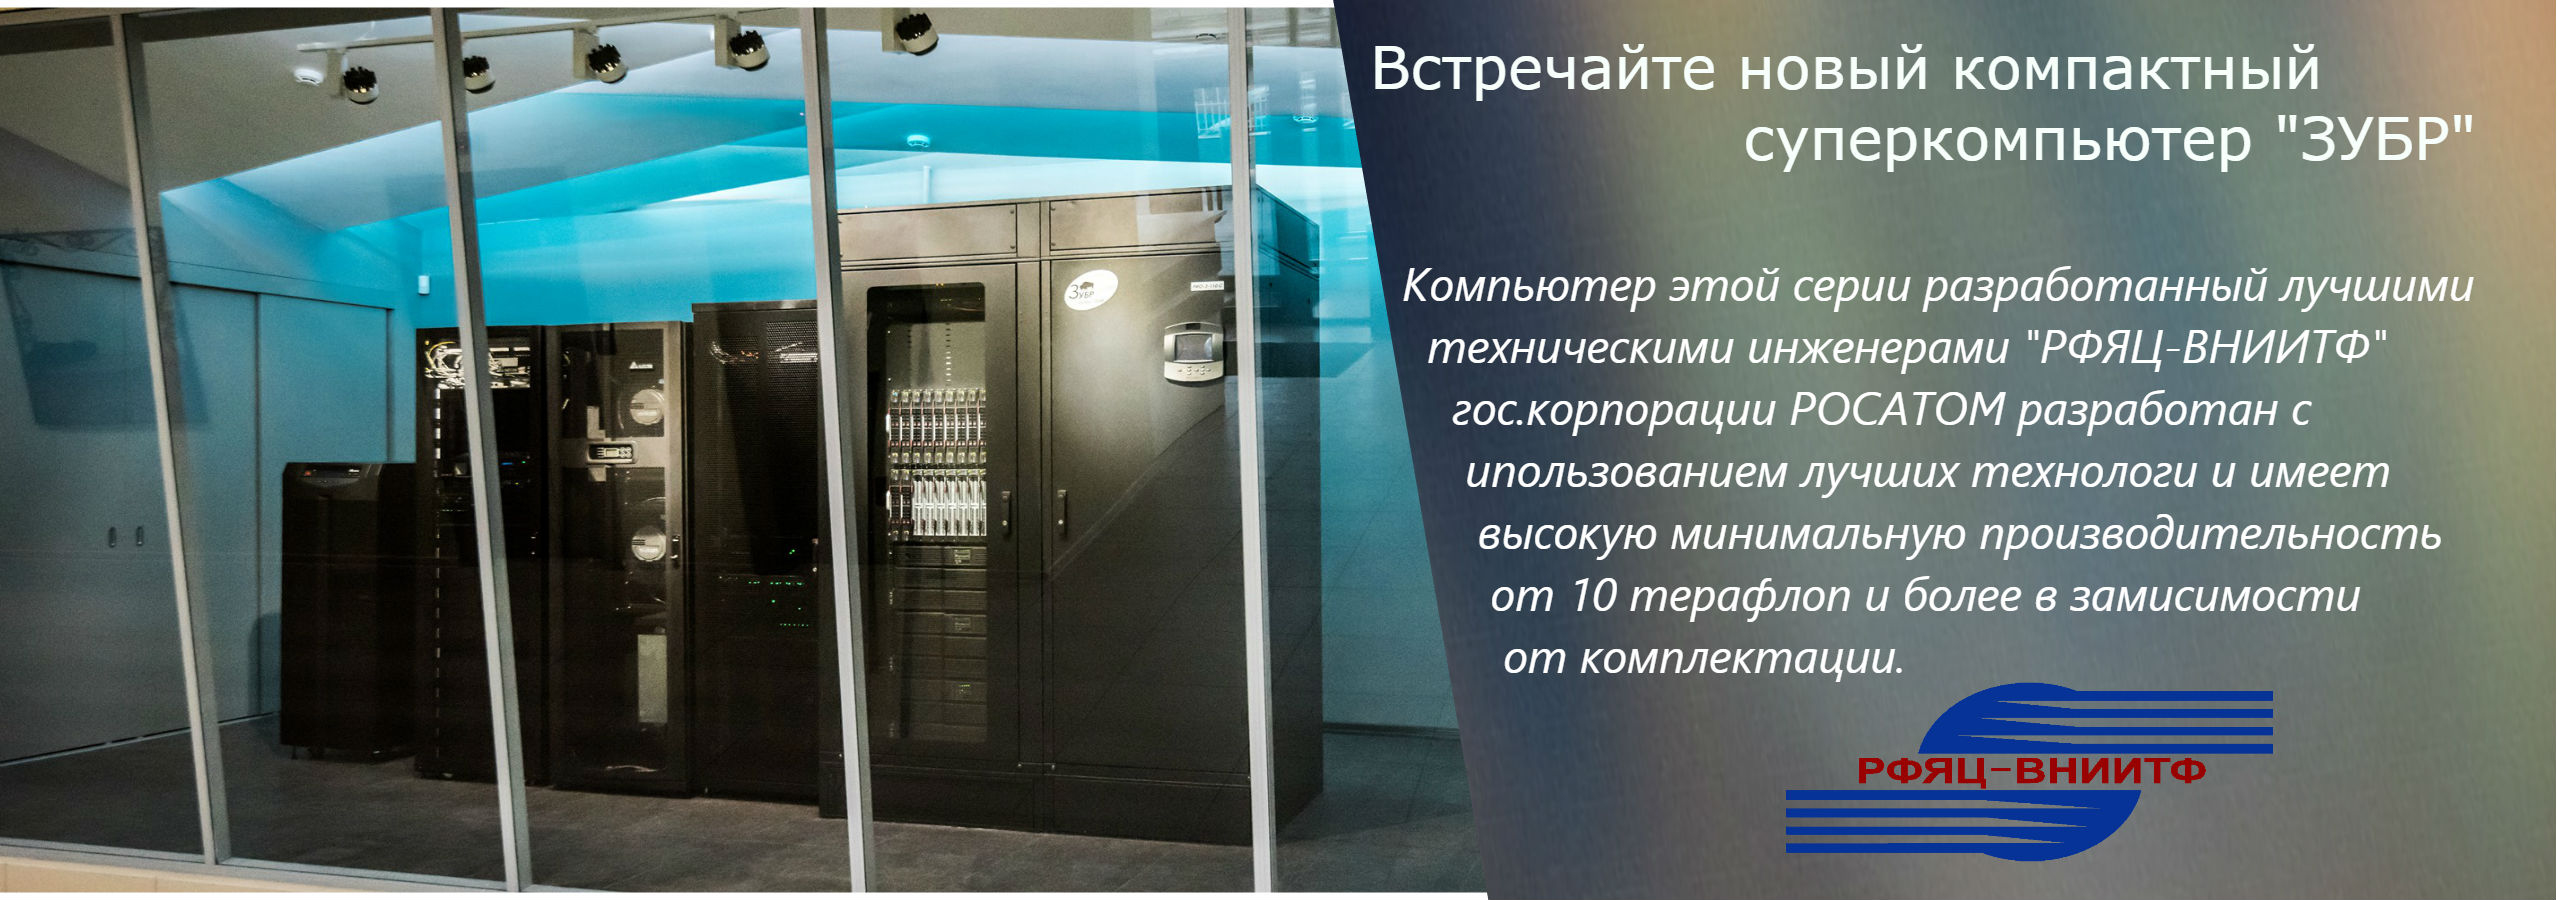 Встречайте новый компактный
суперкомпьютер "ЗУБР"
Компьютер этой серии разработанный лучшими
техническими инженерами "РФЯЦ-ВНИИТФ"
гос.корпорации РОСАТОМ разработан с
ипользованием лучших технологи и имеет
высокую минимальную производительность
от 10 терафлоп и более в замисимости
от комплектации.
РФЯЦ-ВНИИТФ
ЗУБР